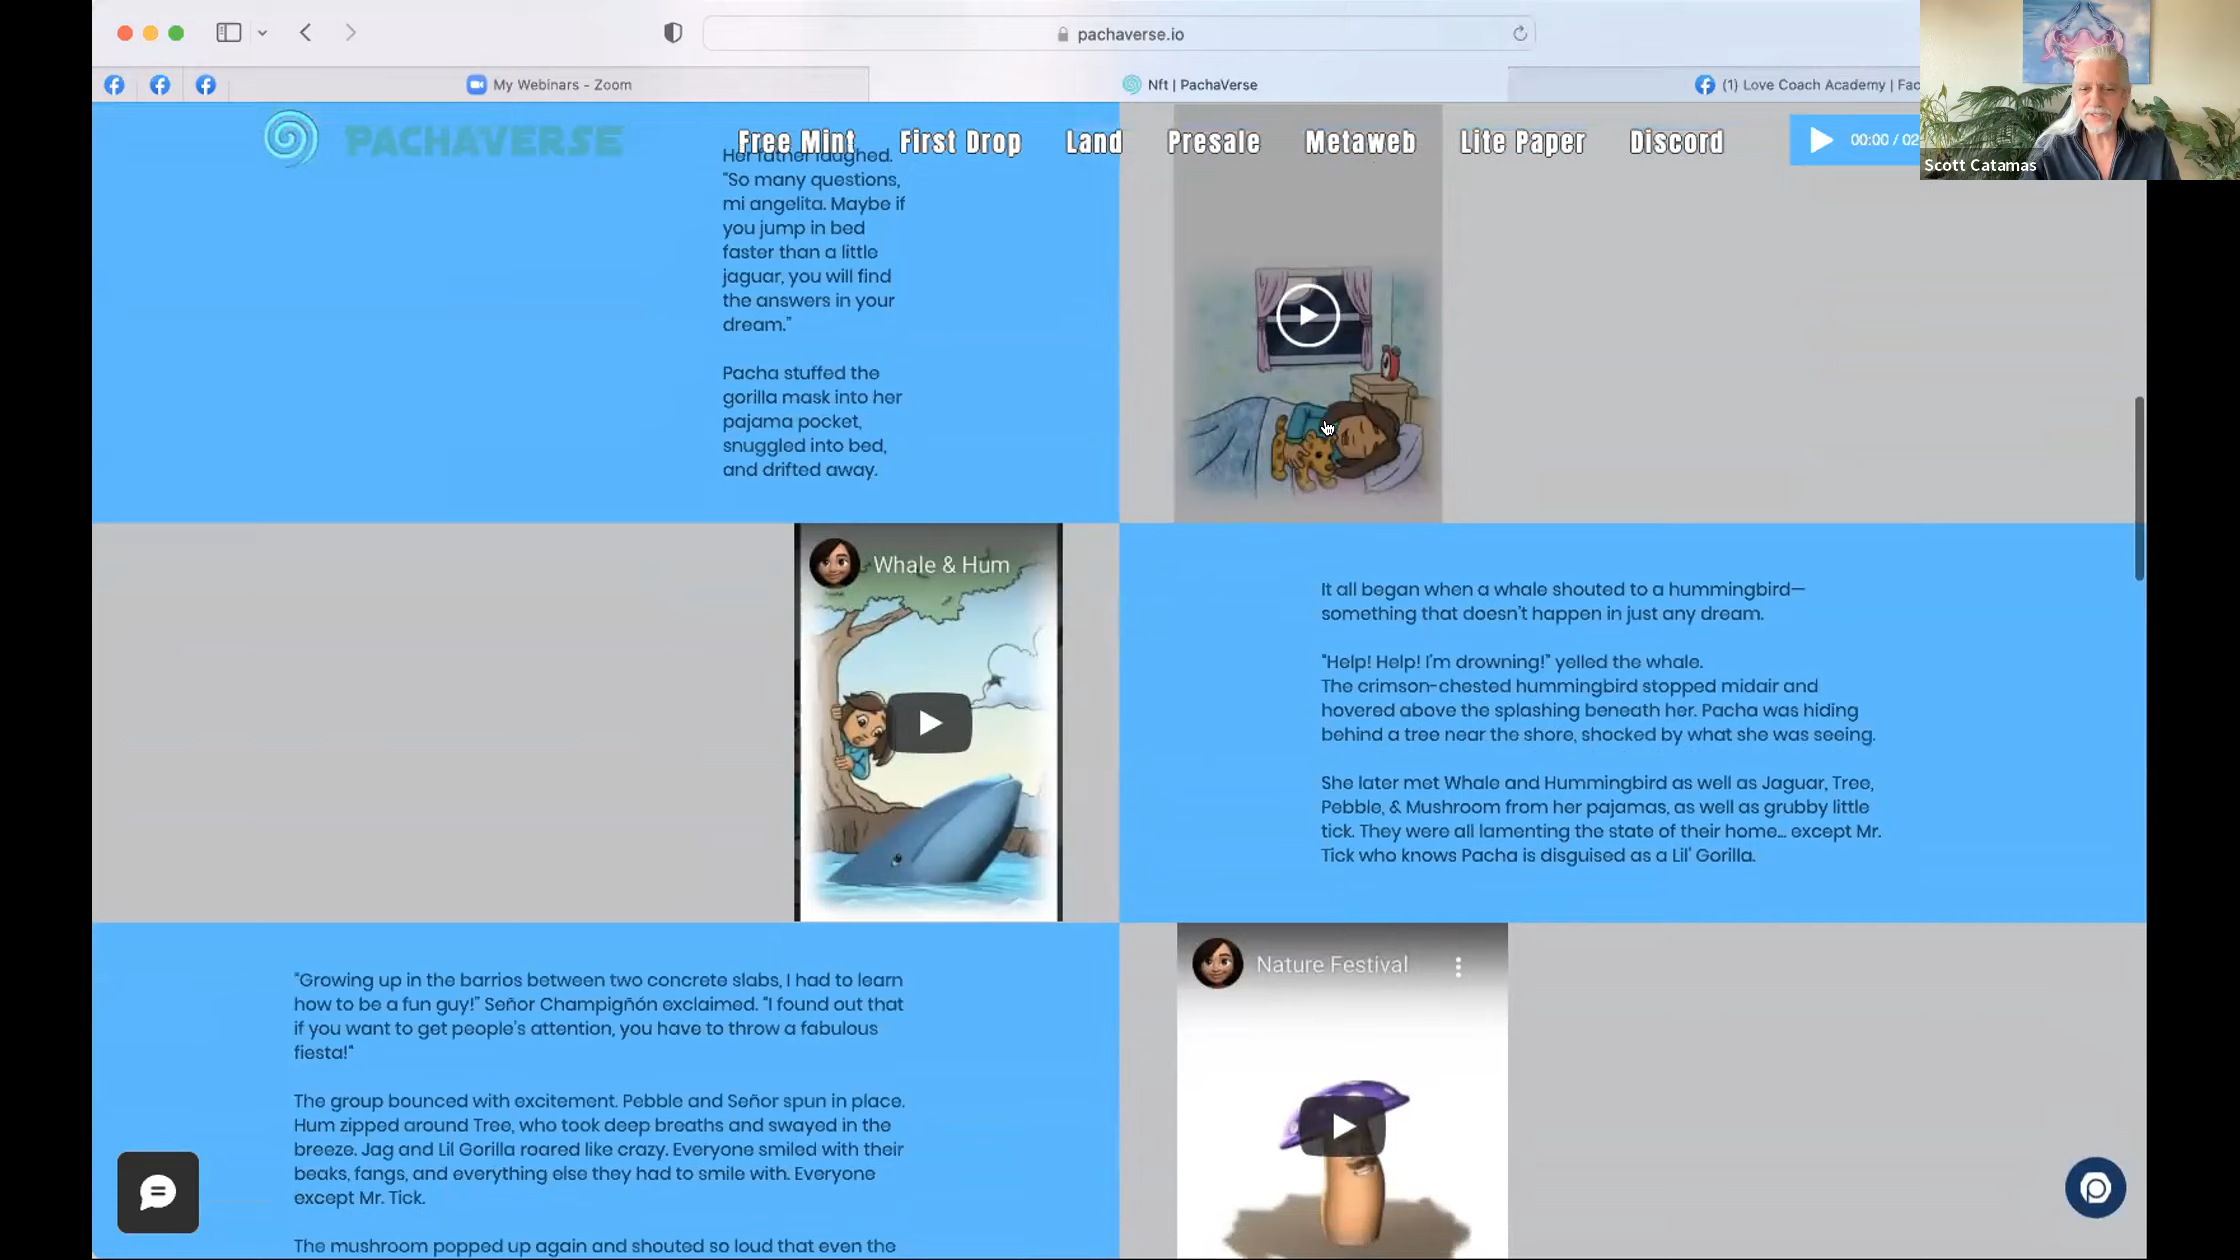 pachaverse.io
My Webinars - Zoom
Nft | PachaVerse
(1) Love Coach Academy | Fac
PACHAVERSE
Free Mint
First Drop
Land
Presale
Metaweb
Lite Paper
Discord
00:00 / 02
Scott Catamas
Her father laughed.
"So many questions,
mi angelita. Maybe if
you jump in bed
faster than a little
jaguar, you will find
the answers in your
dream."
Pacha stuffed the
gorilla mask into her
pajama pocket,
snuggled into bed,
and drifted away.
Whale & Hum
It all began when a whale shouted to a hummingbird—
something that doesn't happen in just any dream.
"Help! Help! I'm drowning!" yelled the whale.
The crimson-chested hummingbird stopped midair and
hovered above the splashing beneath her. Pacha was hiding
behind a tree near the shore, shocked by what she was seeing.
She later met Whale and Hummingbird as well as Jaguar, Tree,
Pebble, & Mushroom from her pajamas, as well as grubby little
tick. They were all lamenting the state of their home... except Mr.
Tick who knows Pacha is disguised as a Lil' Gorilla.
"Growing up in the barrios between two concrete slabs, I had to learn
how to be a fun guy!" Señor Champigñón exclaimed. "I found out that
if you want to get people's attention, you have to throw a fabulous
fiesta!"
The group bounced with excitement. Pebble and Señor spun in place.
Hum zipped around Tree, who took deep breaths and swayed in the
breeze. Jag and Lil Gorilla roared like crazy. Everyone smiled with their
beaks, fangs, and everything else they had to smile with. Everyone
except Mr. Tick.
The mushroom popped up again and shouted so loud that even the
Nature Festival